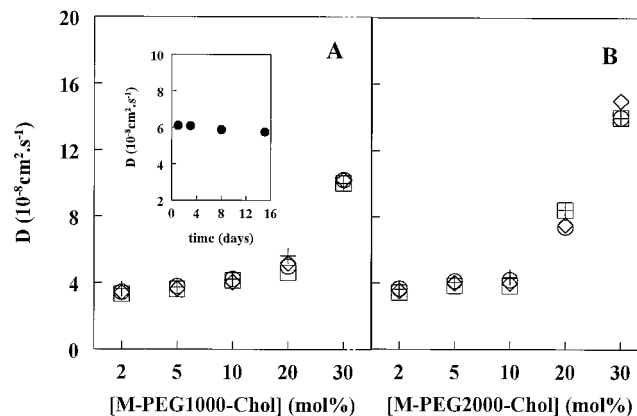 A
B
D (10⁻⁸cm².s⁻¹)
20
16
12
8
4
0
D (10⁻⁸cm².s⁻¹)
10
8
6
4
2
0 4 8 12 16
time (days)
2 5 10 20 30
2 5 10 20 30
[M-PEG1000-Chol] (mol%)
[M-PEG2000-Chol] (mol%)